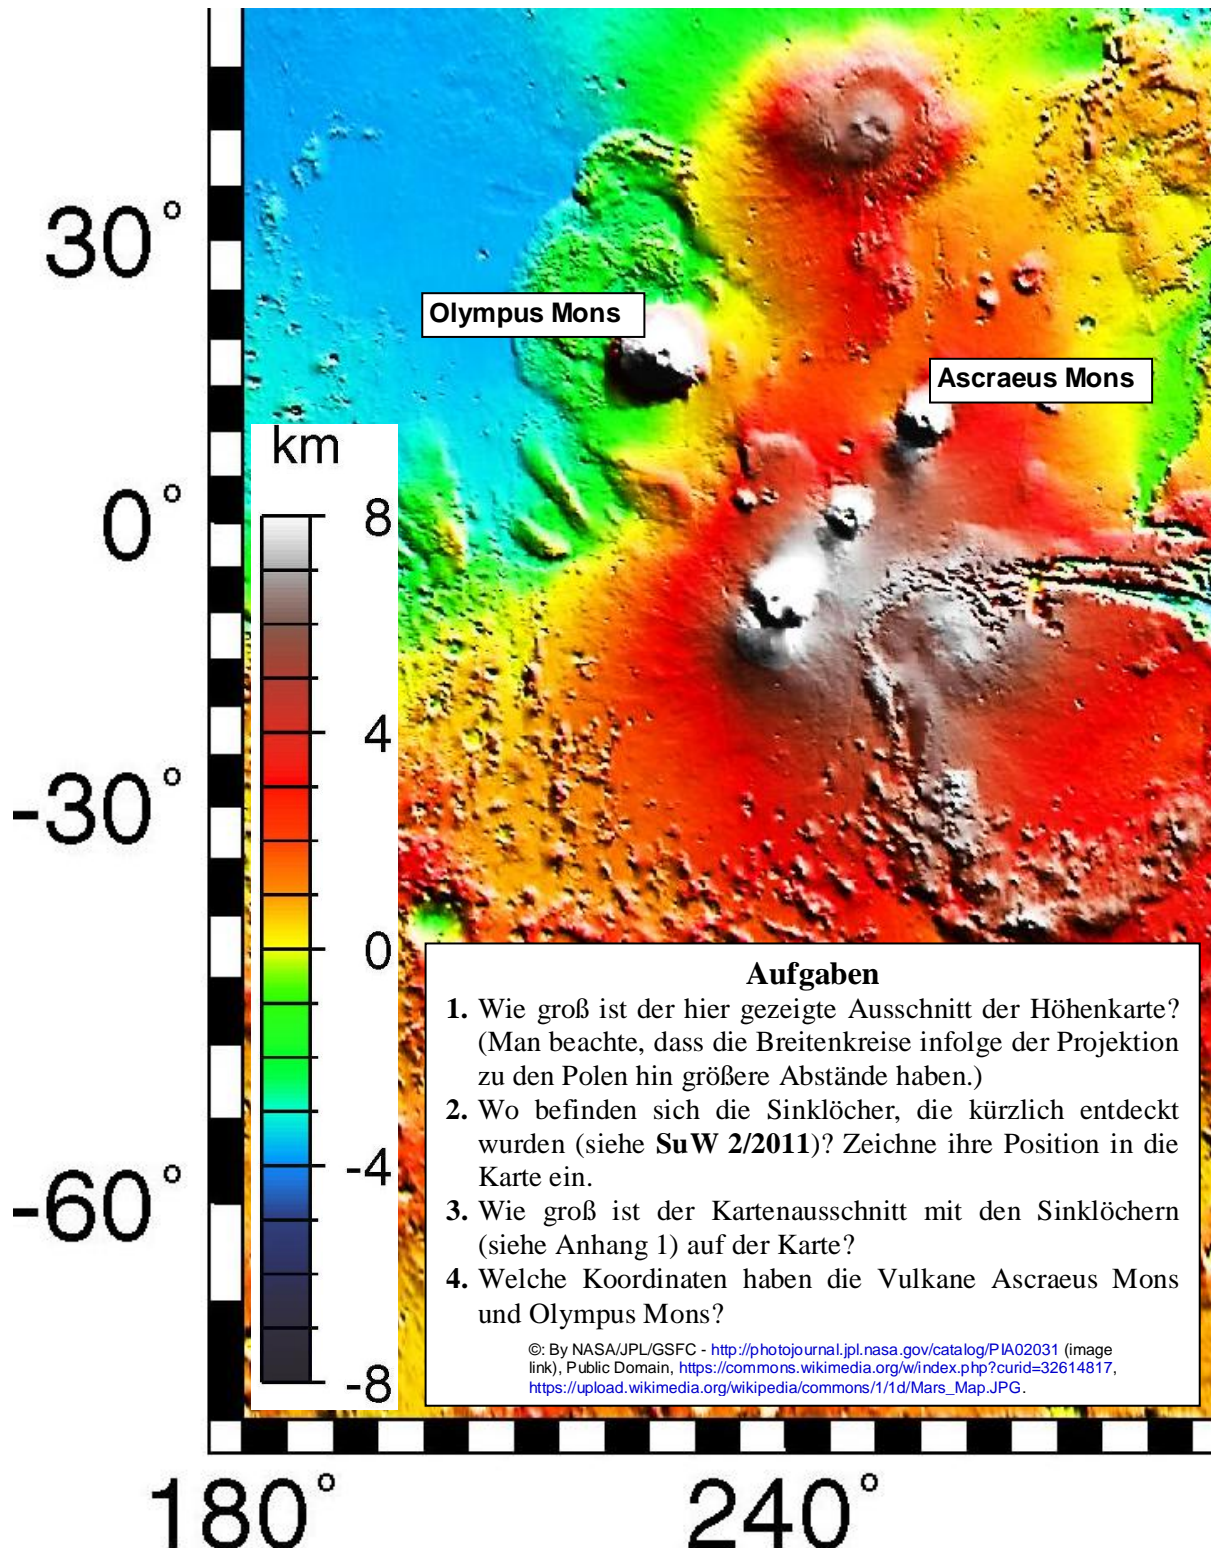 30°
Olympus Mons
Ascraeus Mons
km
8
0°
4
-30°
0
-4
-60°
-8
Aufgaben
1. Wie groß ist der hier gezeigte Ausschnitt der Höhenkarte?
(Man beachte, dass die Breitenkreise infolge der Projektion
zu den Polen hin größere Abstände haben.)
2. Wo befinden sich die Sinklöcher, die kürzlich entdeckt
wurden (siehe SuW 2/2011)? Zeichne ihre Position in die
Karte ein.
3. Wie groß ist der Kartenausschnitt mit den Sinklöchern
(siehe Anhang 1) auf der Karte?
4. Welche Koordinaten haben die Vulkane Ascraeus Mons
und Olympus Mons?
©: By NASA/JPL/GSFC - http://photojournal.jpl.nasa.gov/catalog/PIA02031 (image
link), Public Domain, https://commons.wikimedia.org/w/index.php?curid=32614817,
https://upload.wikimedia.org/wikipedia/commons/1/1d/Mars_Map.JPG.
180°
240°